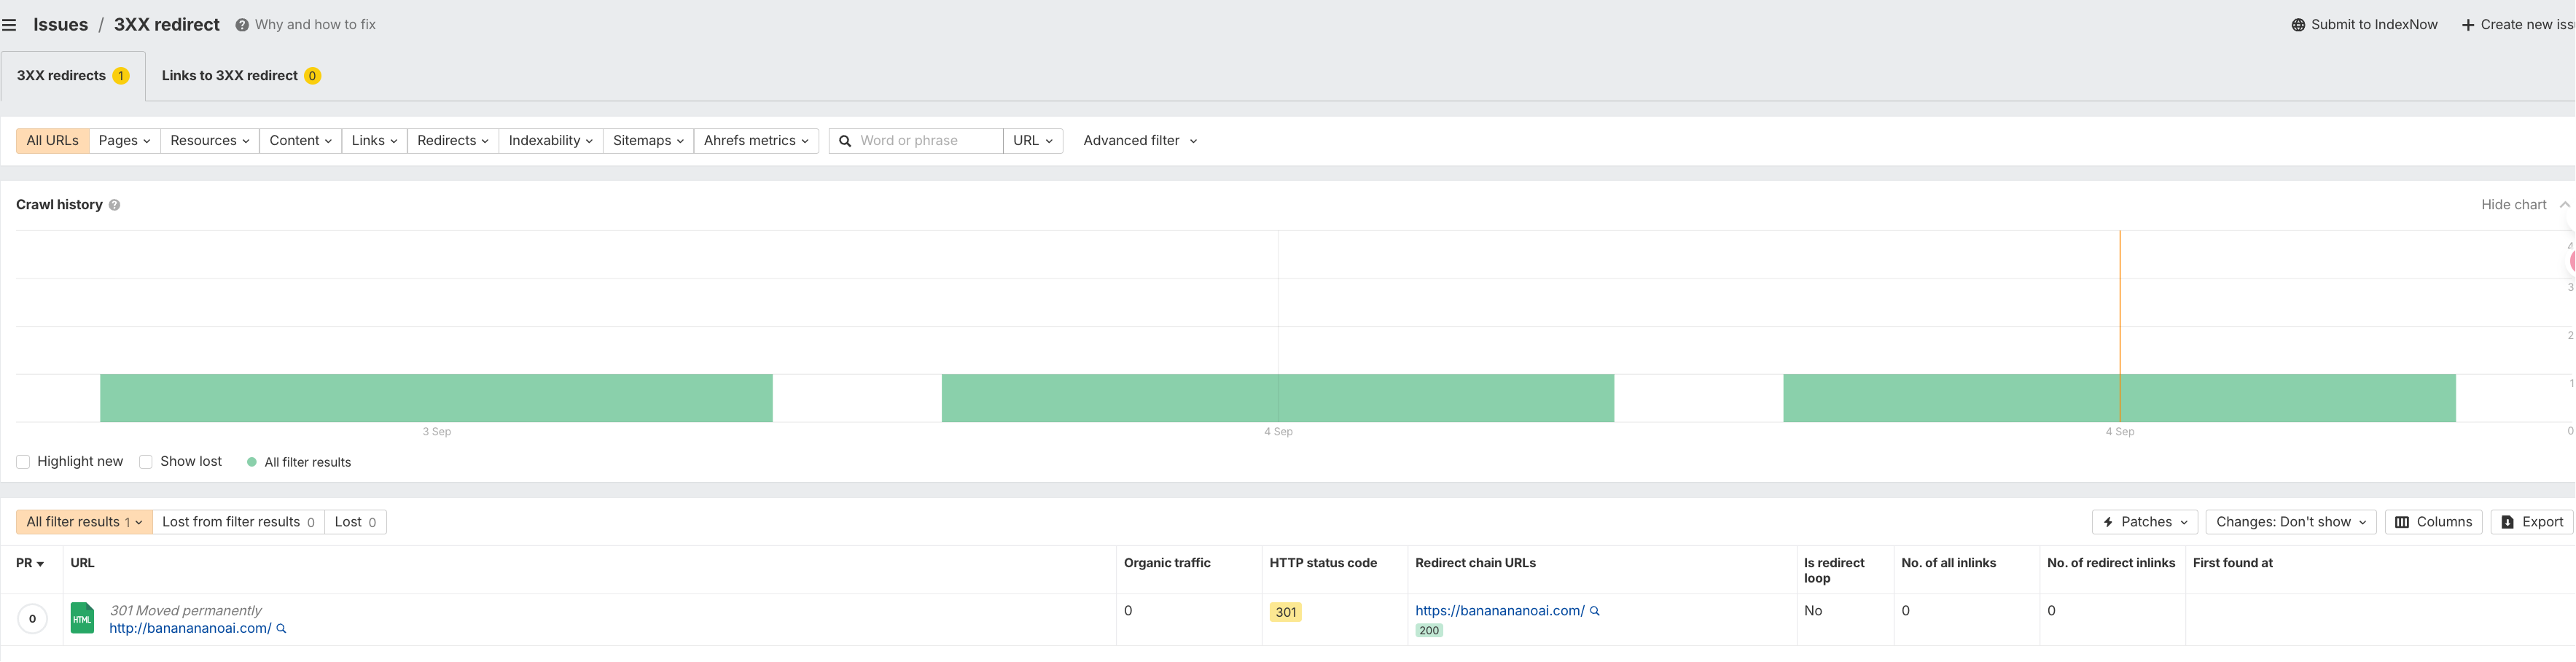 Issues / 3XX redirect ? Why and how to fix
Submit to IndexNow + Create new iss
3XX redirects 1 Links to 3XX redirect 0
All URLs Pages Resources Content Links Redirects Indexability Sitemaps Ahrefs metrics Word or phrase URL Advanced filter
Crawl history ? Hide chart
4
3
2
1
0
3 Sep 4 Sep 4 Sep
Highlight new Show lost All filter results
All filter results 1 Lost from filter results 0 Lost 0 Patches Changes: Don't show Columns Export
PR URL Organic traffic HTTP status code Redirect chain URLs Is redirect loop No. of all inlinks No. of redirect inlinks First found at
0 HTML 301 Moved permanently 0 301 https://banananano​ai.com/ No 0 0
http://banananano​ai.com/ 200